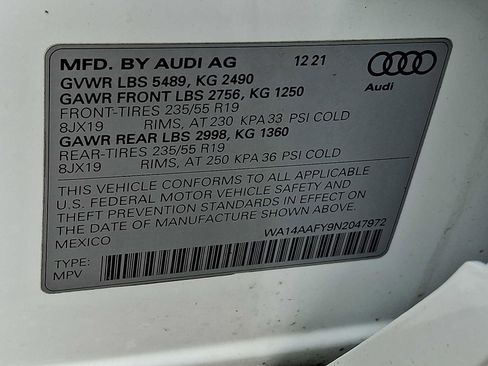 MFD. BY AUDI AG 12 21
GVWR LBS 5489, KG 2490
GAWR FRONT LBS 2756, KG 1250
FRONT-TIRES 235/55 R19
8JX19 RIMS, AT 230 KPA 33 PSI COLD
GAWR REAR LBS 2998, KG 1360
REAR-TIRES 235/55 R19
8JX19 RIMS, AT 250 KPA 36 PSI COLD
Audi
THIS VEHICLE CONFORMS TO ALL APPLICABLE
U.S. FEDERAL MOTOR VEHICLE SAFETY AND
THEFT PREVENTION STANDARDS IN EFFECT ON
THE DATE OF MANUFACTURE SHOWN ABOVE.
MEXICO
WA14AAFY9N2047972
TYPE:
MPV